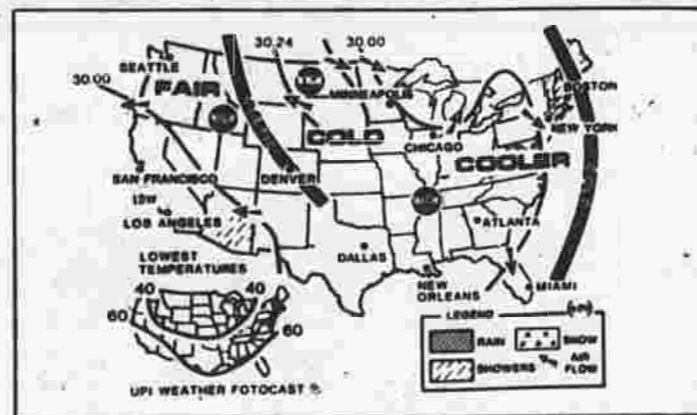 30.24
30.00
30.00
SEATTLE
FAIR
MINNEAPOLIS
BOSTON
COLD
NEW YORK
CHICAGO
COOLER
SAN FRANCISCO
DENVER
LOW
LOS ANGELES
ATLANTA
LOWEST
TEMPERATURES
DALLAS
NEW
ORLEANS
MIAMI
40
40
60
60
LEGEND
RAIN
SNOW
SHOWERS
AIR
FLOW
UPI WEATHER FOTOCAST ®